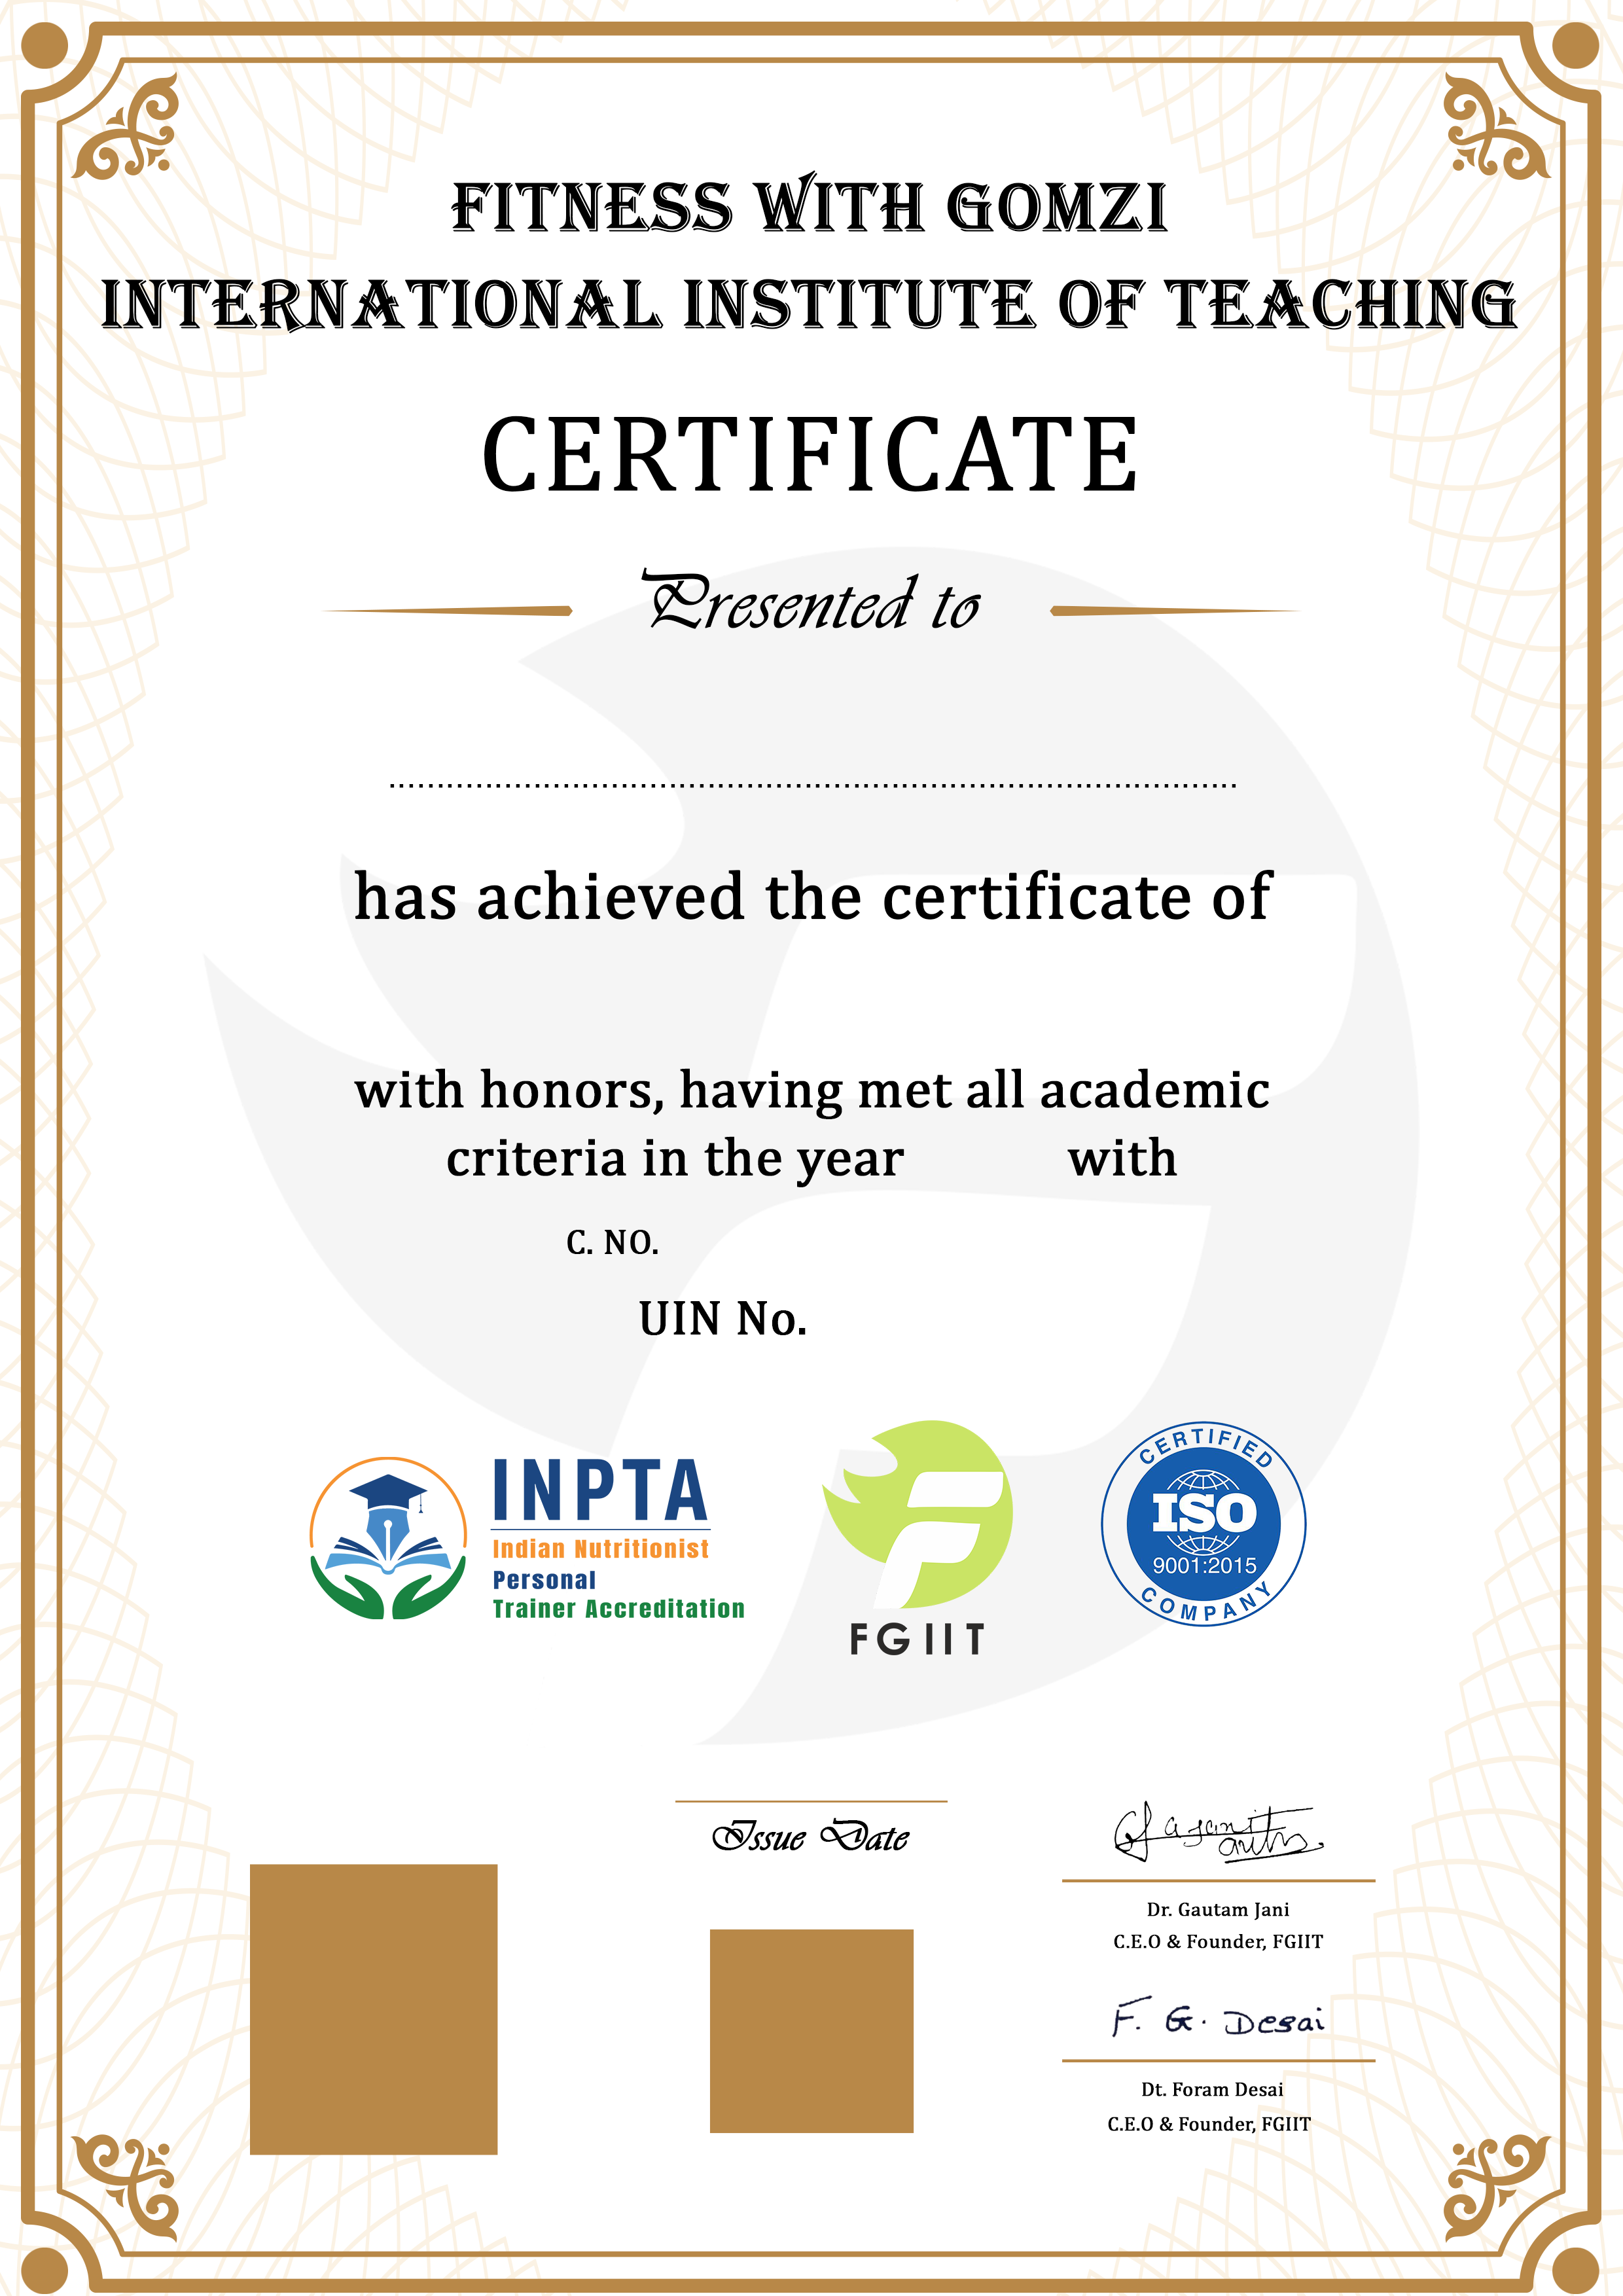 FITNESS WITH GOMZI
INTERNATIONAL INSTITUTE OF TEACHING
CERTIFICATE
Presented to
has achieved the certificate of
with honors, having met all academic
criteria in the year with
C. NO.
UIN No.
INPTA
Indian Nutritionist
Personal
Trainer Accreditation
FGIIT
CERTIFIED
ISO
9001:2015
COMPANY
Issue Date
Dr. Gautam Jani
C.E.O & Founder, FGIIT
F. G. Desai
Dt. Foram Desai
C.E.O & Founder, FGIIT